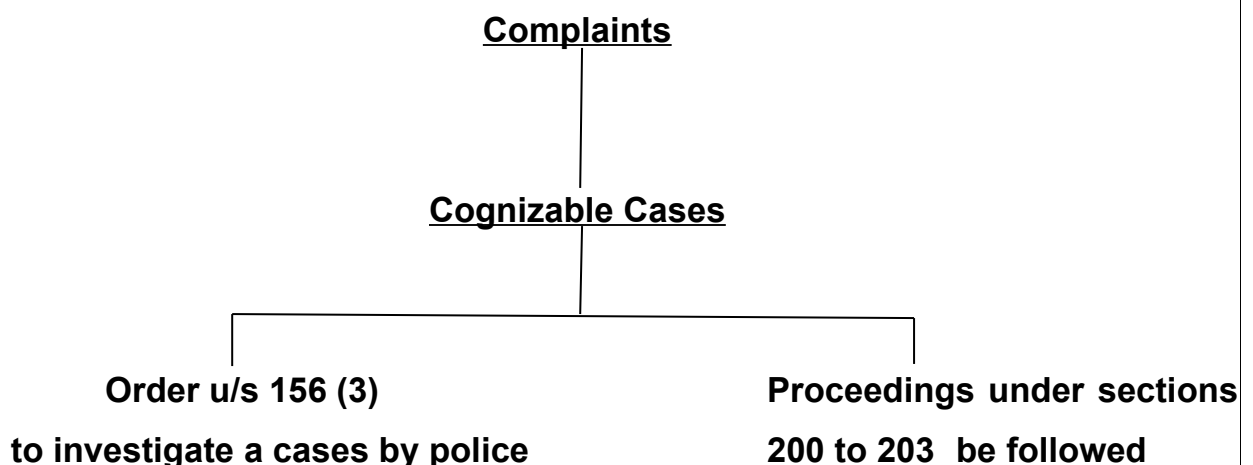 Complaints
Cognizable Cases
Order u/s 156 (3)
to investigate a cases by police
Proceedings under sections
200 to 203 be followed